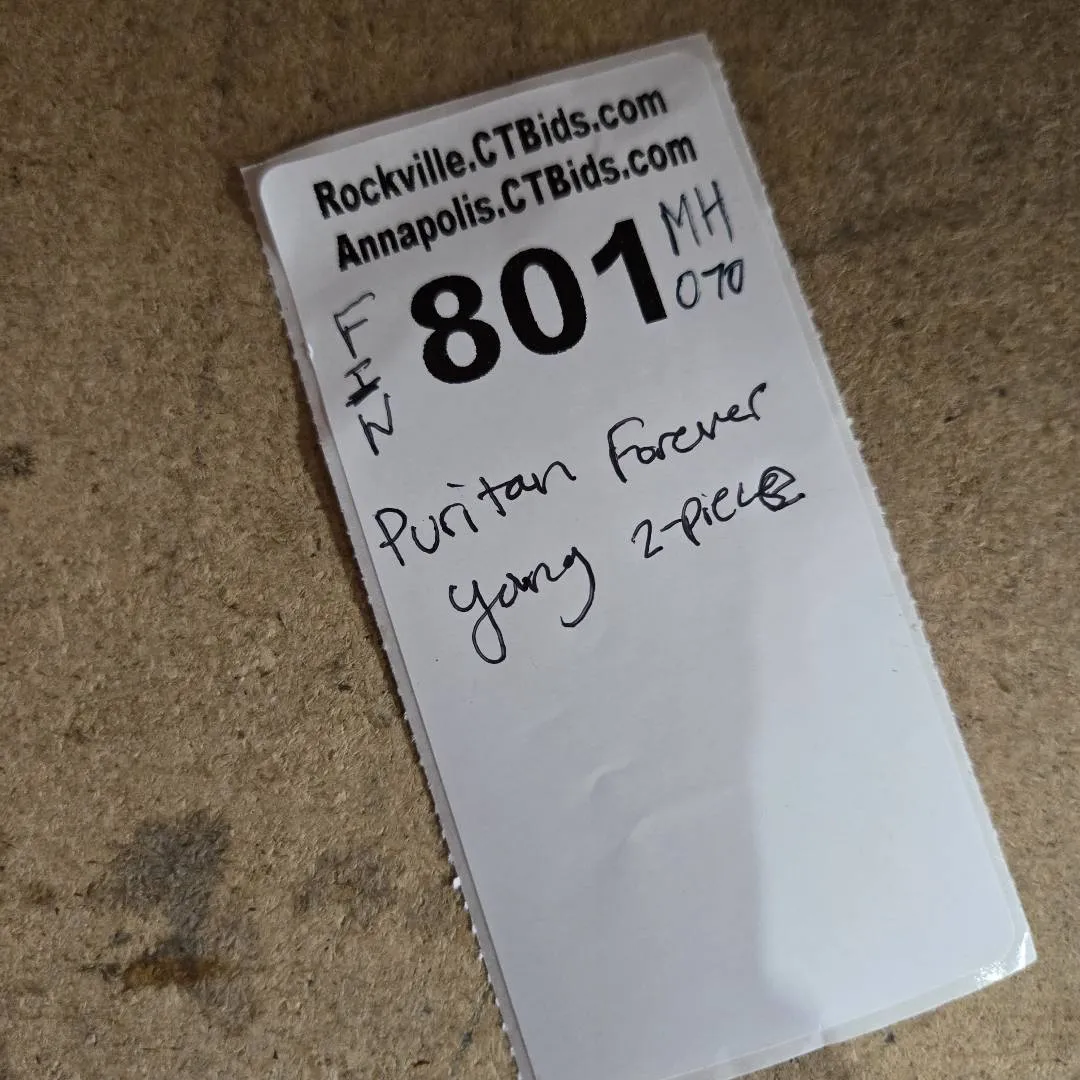 Rockville.CTBids.com
Annapolis.CTBids.com
801
MH
070
FIN
Puritan Forever
young 2-piece